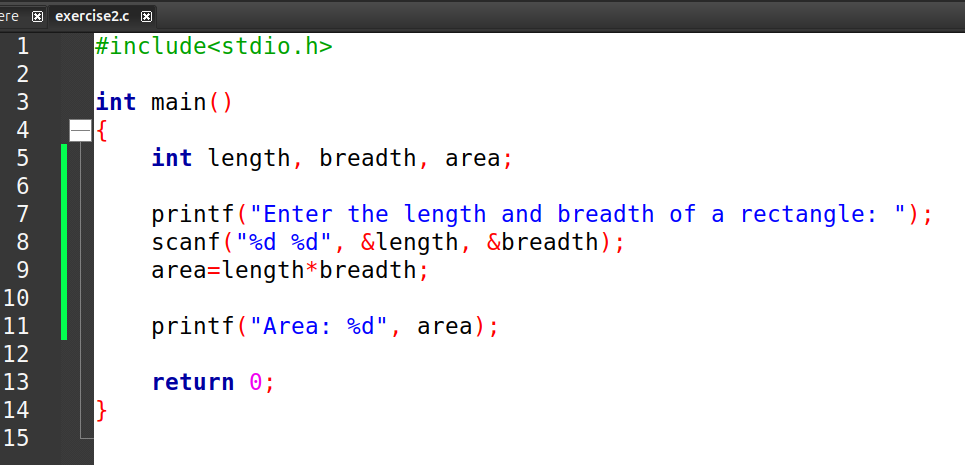 ere exercise2.c
1 #include<stdio.h>
2
3 int main()
4 {
5     int length, breadth, area;
6
7     printf("Enter the length and breadth of a rectangle: ");
8     scanf("%d %d", &length, &breadth);
9     area=length*breadth;
10
11     printf("Area: %d", area);
12
13     return 0;
14 }
15